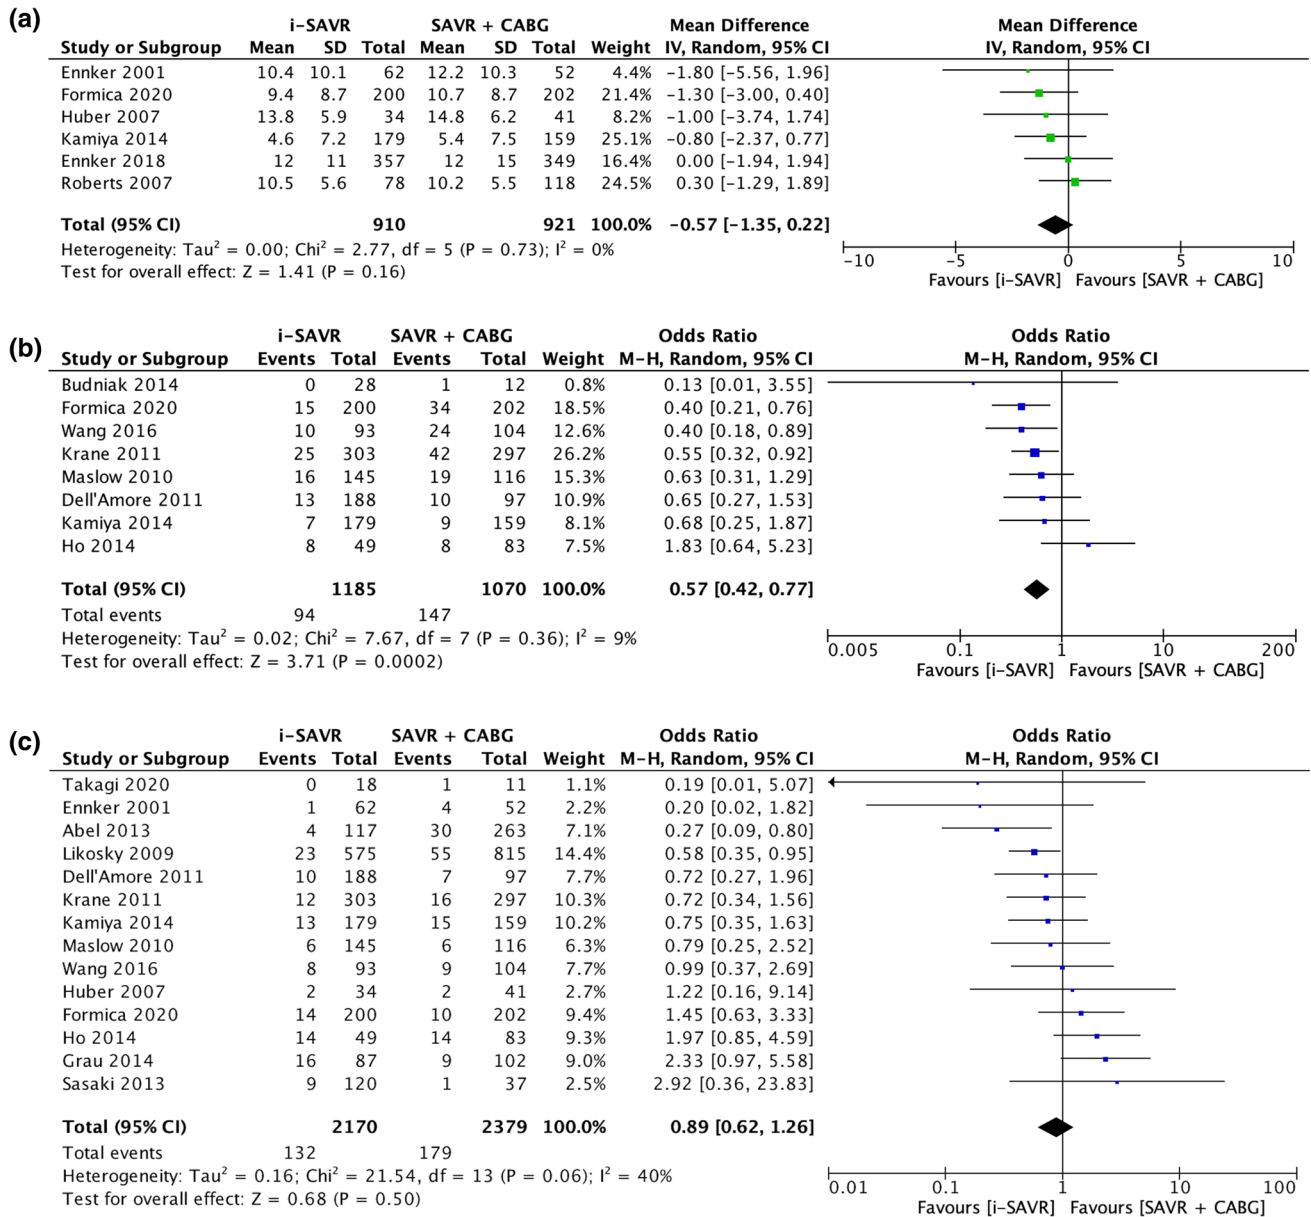 (a)
i-SAVR SAVR + CABG Mean Difference Mean Difference
Study or Subgroup Mean SD Total Mean SD Total Weight IV, Random, 95% CI IV, Random, 95% CI
Ennker 2001 10.4 10.1 62 12.2 10.3 52 4.4% −1.80 [−5.56, 1.96]
Formica 2020 9.4 8.7 200 10.7 8.7 202 21.4% −1.30 [−3.00, 0.40]
Huber 2007 13.8 5.9 34 14.8 6.2 41 8.2% −1.00 [−3.74, 1.74]
Kamiya 2014 4.6 7.2 179 5.4 7.5 159 25.1% −0.80 [−2.37, 0.77]
Ennker 2018 12 11 357 12 15 349 16.4% 0.00 [−1.94, 1.94]
Roberts 2007 10.5 5.6 78 10.2 5.5 118 24.5% 0.30 [−1.29, 1.89]
Total (95% CI) 910 921 100.0% −0.57 [−1.35, 0.22]
Heterogeneity: Tau² = 0.00; Chi² = 2.77, df = 5 (P = 0.73); I² = 0%
Test for overall effect: Z = 1.41 (P = 0.16)
−10 −5 0 5 10
Favours [i-SAVR] Favours [SAVR + CABG]
(b)
i-SAVR SAVR + CABG Odds Ratio Odds Ratio
Study or Subgroup Events Total Events Total Weight M-H, Random, 95% CI M-H, Random, 95% CI
Budniak 2014 0 28 1 12 0.8% 0.13 [0.01, 3.55]
Formica 2020 15 200 34 202 18.5% 0.40 [0.21, 0.76]
Wang 2016 10 93 24 104 12.6% 0.40 [0.18, 0.89]
Krane 2011 25 303 42 297 26.2% 0.55 [0.32, 0.92]
Maslow 2010 16 145 19 116 15.3% 0.63 [0.31, 1.29]
Dell'Amore 2011 13 188 10 97 10.9% 0.65 [0.27, 1.53]
Kamiya 2014 7 179 9 159 8.1% 0.68 [0.25, 1.87]
Ho 2014 8 49 8 83 7.5% 1.83 [0.64, 5.23]
Total (95% CI) 1185 1070 100.0% 0.57 [0.42, 0.77]
Total events 94 147
Heterogeneity: Tau² = 0.02; Chi² = 7.67, df = 7 (P = 0.36); I² = 9%
Test for overall effect: Z = 3.71 (P = 0.0002)
0.005 0.1 1 10 200
Favours [i-SAVR] Favours [SAVR + CABG]
(c)
i-SAVR SAVR + CABG Odds Ratio Odds Ratio
Study or Subgroup Events Total Events Total Weight M-H, Random, 95% CI M-H, Random, 95% CI
Takagi 2020 0 18 1 11 1.1% 0.19 [0.01, 5.07]
Ennker 2001 1 62 4 52 2.2% 0.20 [0.02, 1.82]
Abel 2013 4 117 30 263 7.1% 0.27 [0.09, 0.80]
Likosky 2009 23 575 55 815 14.4% 0.58 [0.35, 0.95]
Dell'Amore 2011 10 188 7 97 7.7% 0.72 [0.27, 1.96]
Krane 2011 12 303 16 297 10.3% 0.72 [0.34, 1.56]
Kamiya 2014 13 179 15 159 10.2% 0.75 [0.35, 1.63]
Maslow 2010 6 145 6 116 6.3% 0.79 [0.25, 2.52]
Wang 2016 8 93 9 104 7.7% 0.99 [0.37, 2.69]
Huber 2007 2 34 2 41 2.7% 1.22 [0.16, 9.14]
Formica 2020 14 200 10 202 9.4% 1.45 [0.63, 3.33]
Ho 2014 14 49 14 83 9.3% 1.97 [0.85, 4.59]
Grau 2014 16 87 9 102 9.0% 2.33 [0.97, 5.58]
Sasaki 2013 9 120 1 37 2.5% 2.92 [0.36, 23.83]
Total (95% CI) 2170 2379 100.0% 0.89 [0.62, 1.26]
Total events 132 179
Heterogeneity: Tau² = 0.16; Chi² = 21.54, df = 13 (P = 0.06); I² = 40%
Test for overall effect: Z = 0.68 (P = 0.50)
0.01 0.1 1 10 100
Favours [i-SAVR] Favours [SAVR + CABG]